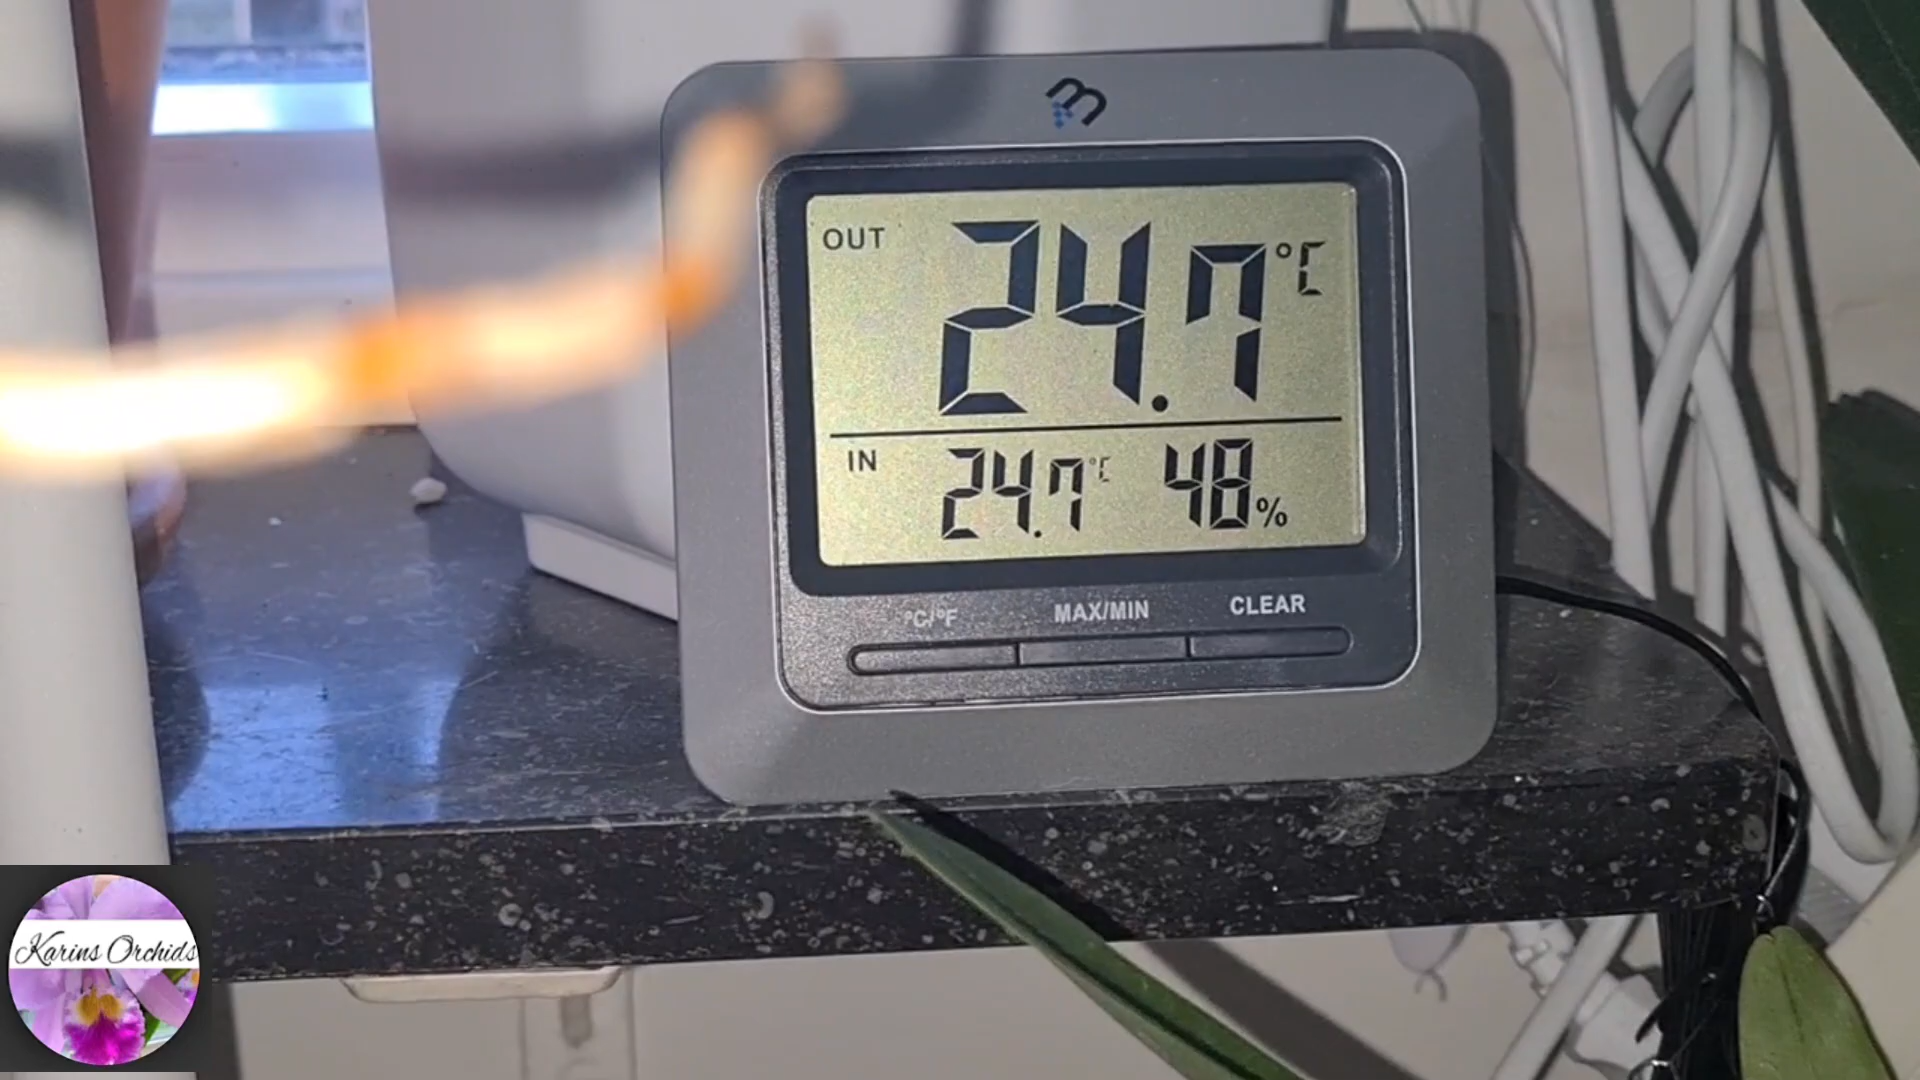 OUT 24.7 °C
IN 24.7 °C 48 %
°C/°F MAX/MIN CLEAR
Karins Orchids